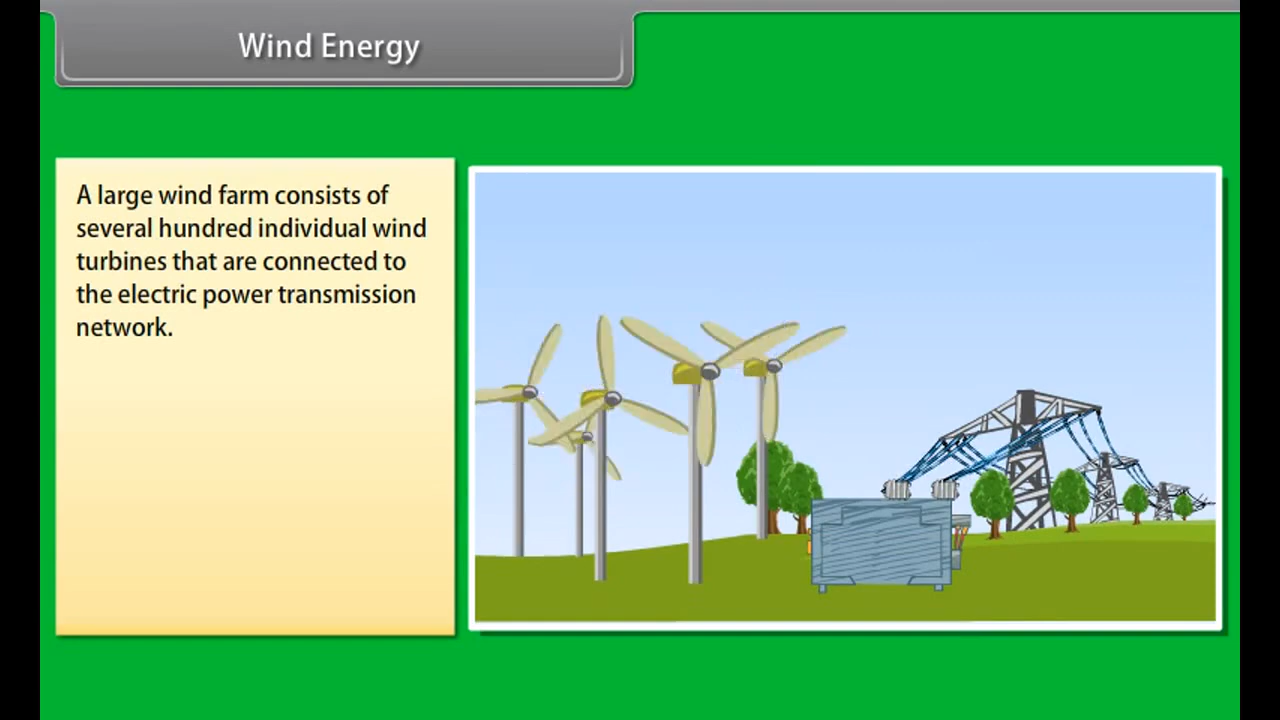 Wind Energy
A large wind farm consists of
several hundred individual wind
turbines that are connected to
the electric power transmission
network.